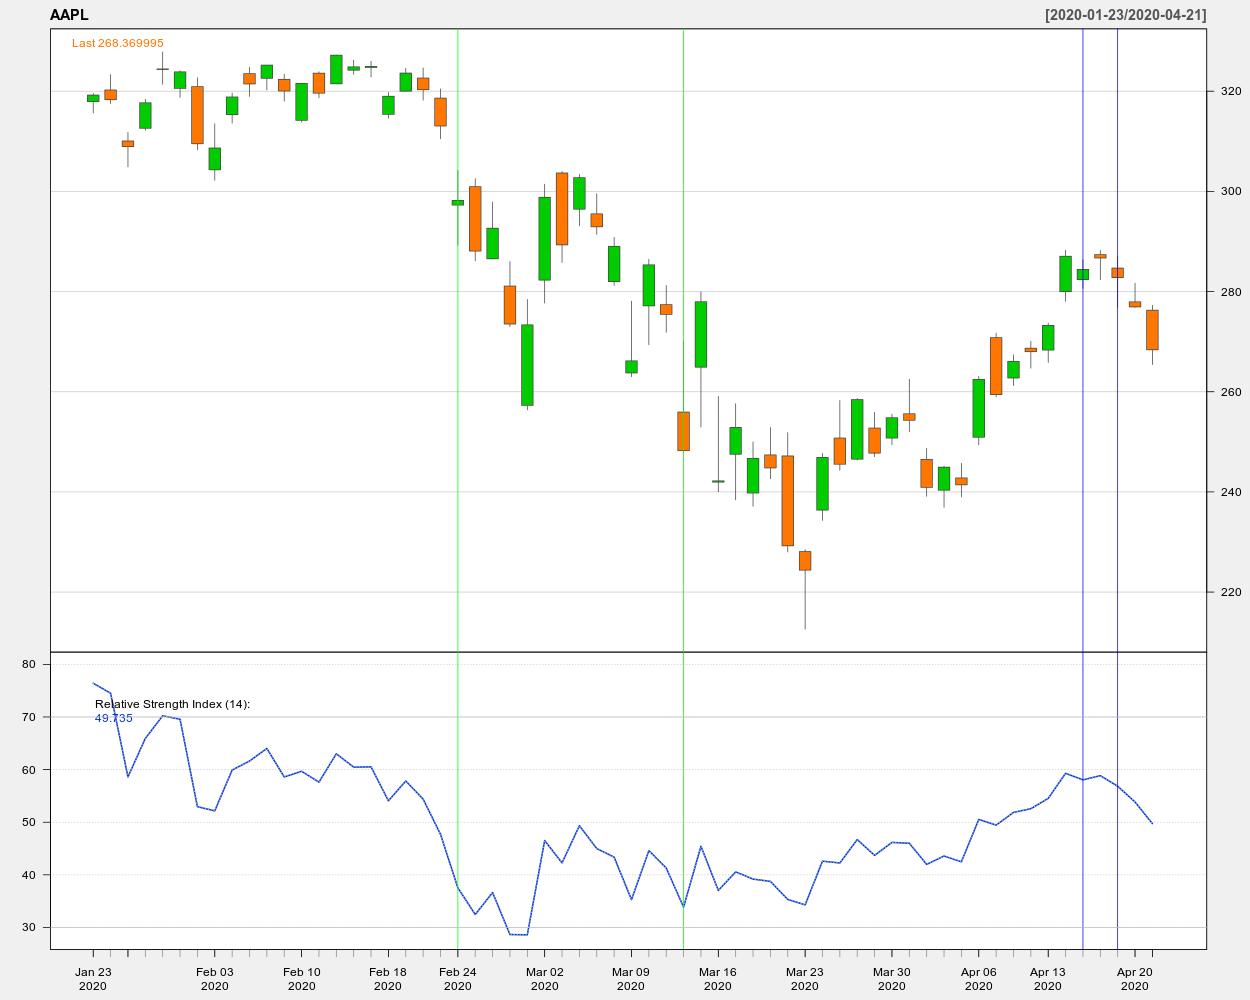 AAPL [2020-01-23/2020-04-21]
Last 268.369995
320
300
280
260
240
220
80
Relative Strength Index (14):
49.735
70
60
50
40
30
Jan 23 Feb 03 Feb 10 Feb 18 Feb 24 Mar 02 Mar 09 Mar 16 Mar 23 Mar 30 Apr 06 Apr 13 Apr 20
2020 2020 2020 2020 2020 2020 2020 2020 2020 2020 2020 2020 2020